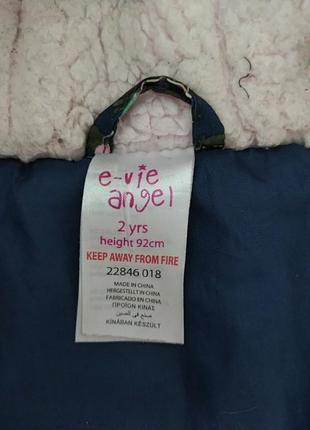 e-vie
angel
2 yrs
height 92cm
KEEP AWAY FROM FIRE
22846 018
MADE IN CHINA
HERGESTELLT IN CHINA
FABRICADO EN CHINA
ΠΡΟΪΟΝ ΚΙΝΑΣ
صنع في الصين
KÍNÁBAN KÉSZÜLT